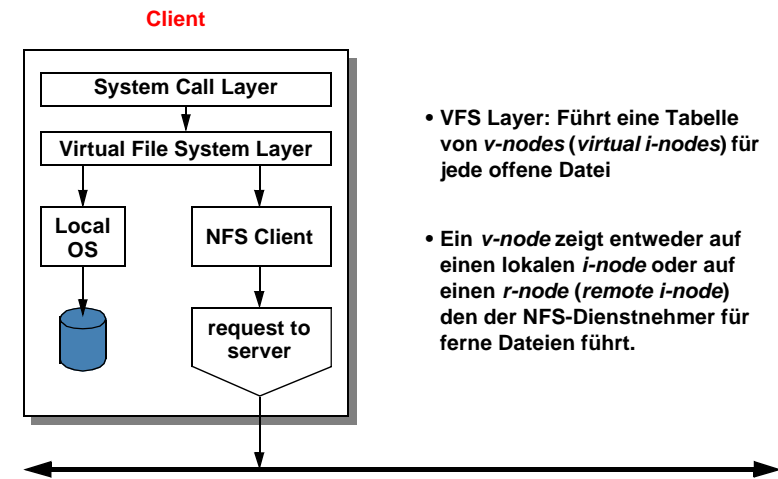 Client
System Call Layer
Virtual File System Layer
Local
OS
NFS Client
request to
server
• VFS Layer: Führt eine Tabelle
von v-nodes (virtual i-nodes) für
jede offene Datei
• Ein v-node zeigt entweder auf
einen lokalen i-node oder auf
einen r-node (remote i-node)
den der NFS-Dienstnehmer für
ferne Dateien führt.